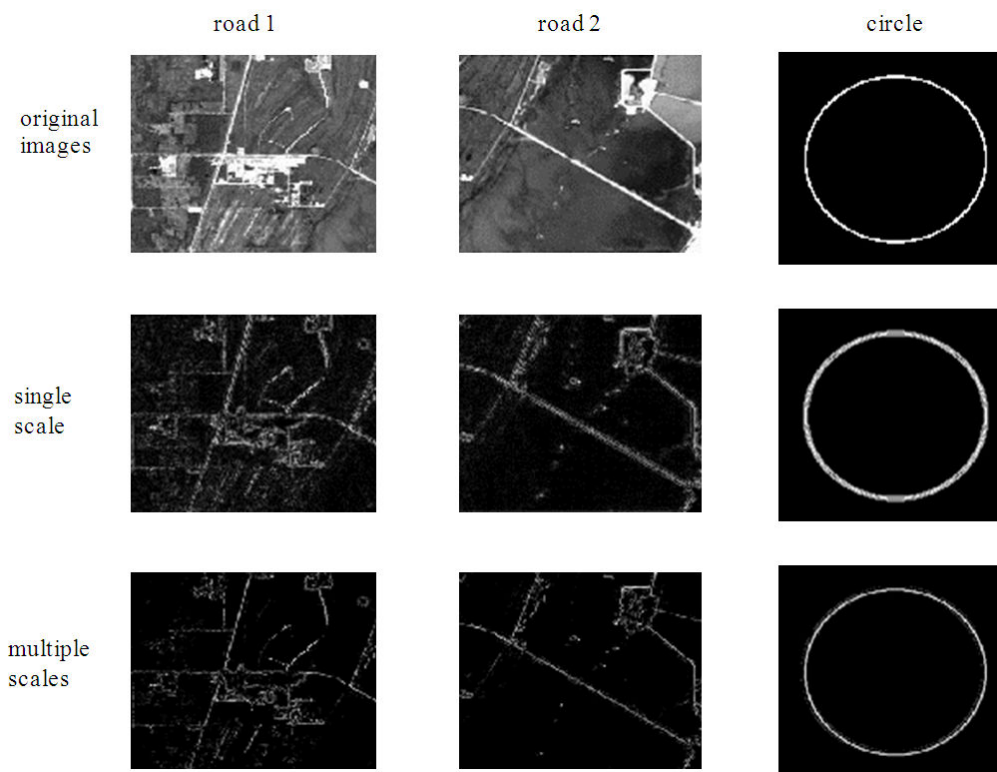 road 1
road 2
circle
original
images
single
scale
multiple
scales